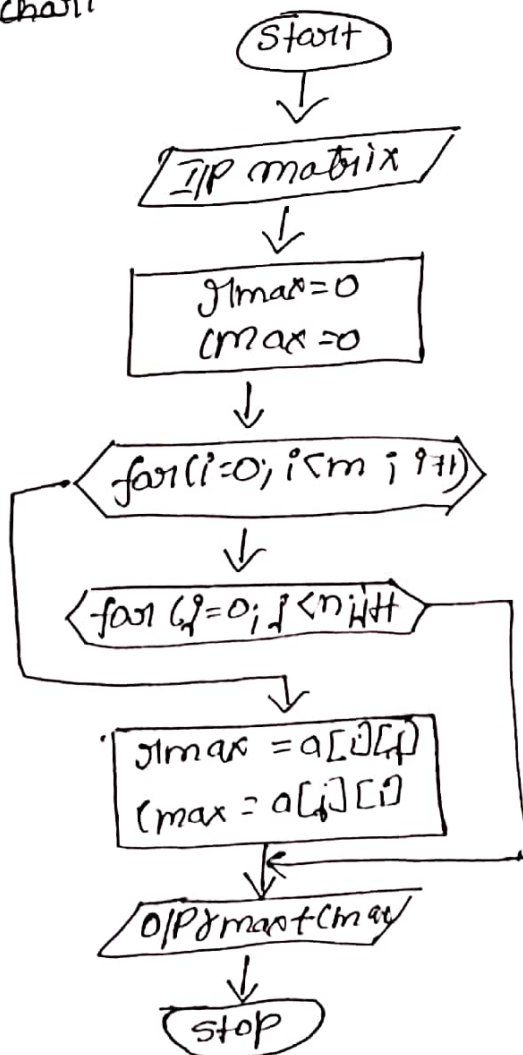 chart
Start
I/P matrix
rmax=0
cmax=0
for(i=0; i<m ; i++)
for (j=0; j<n;j++
rmax = a[i][j]
cmax = a[j][i]
O/P rmax+cmax
stop